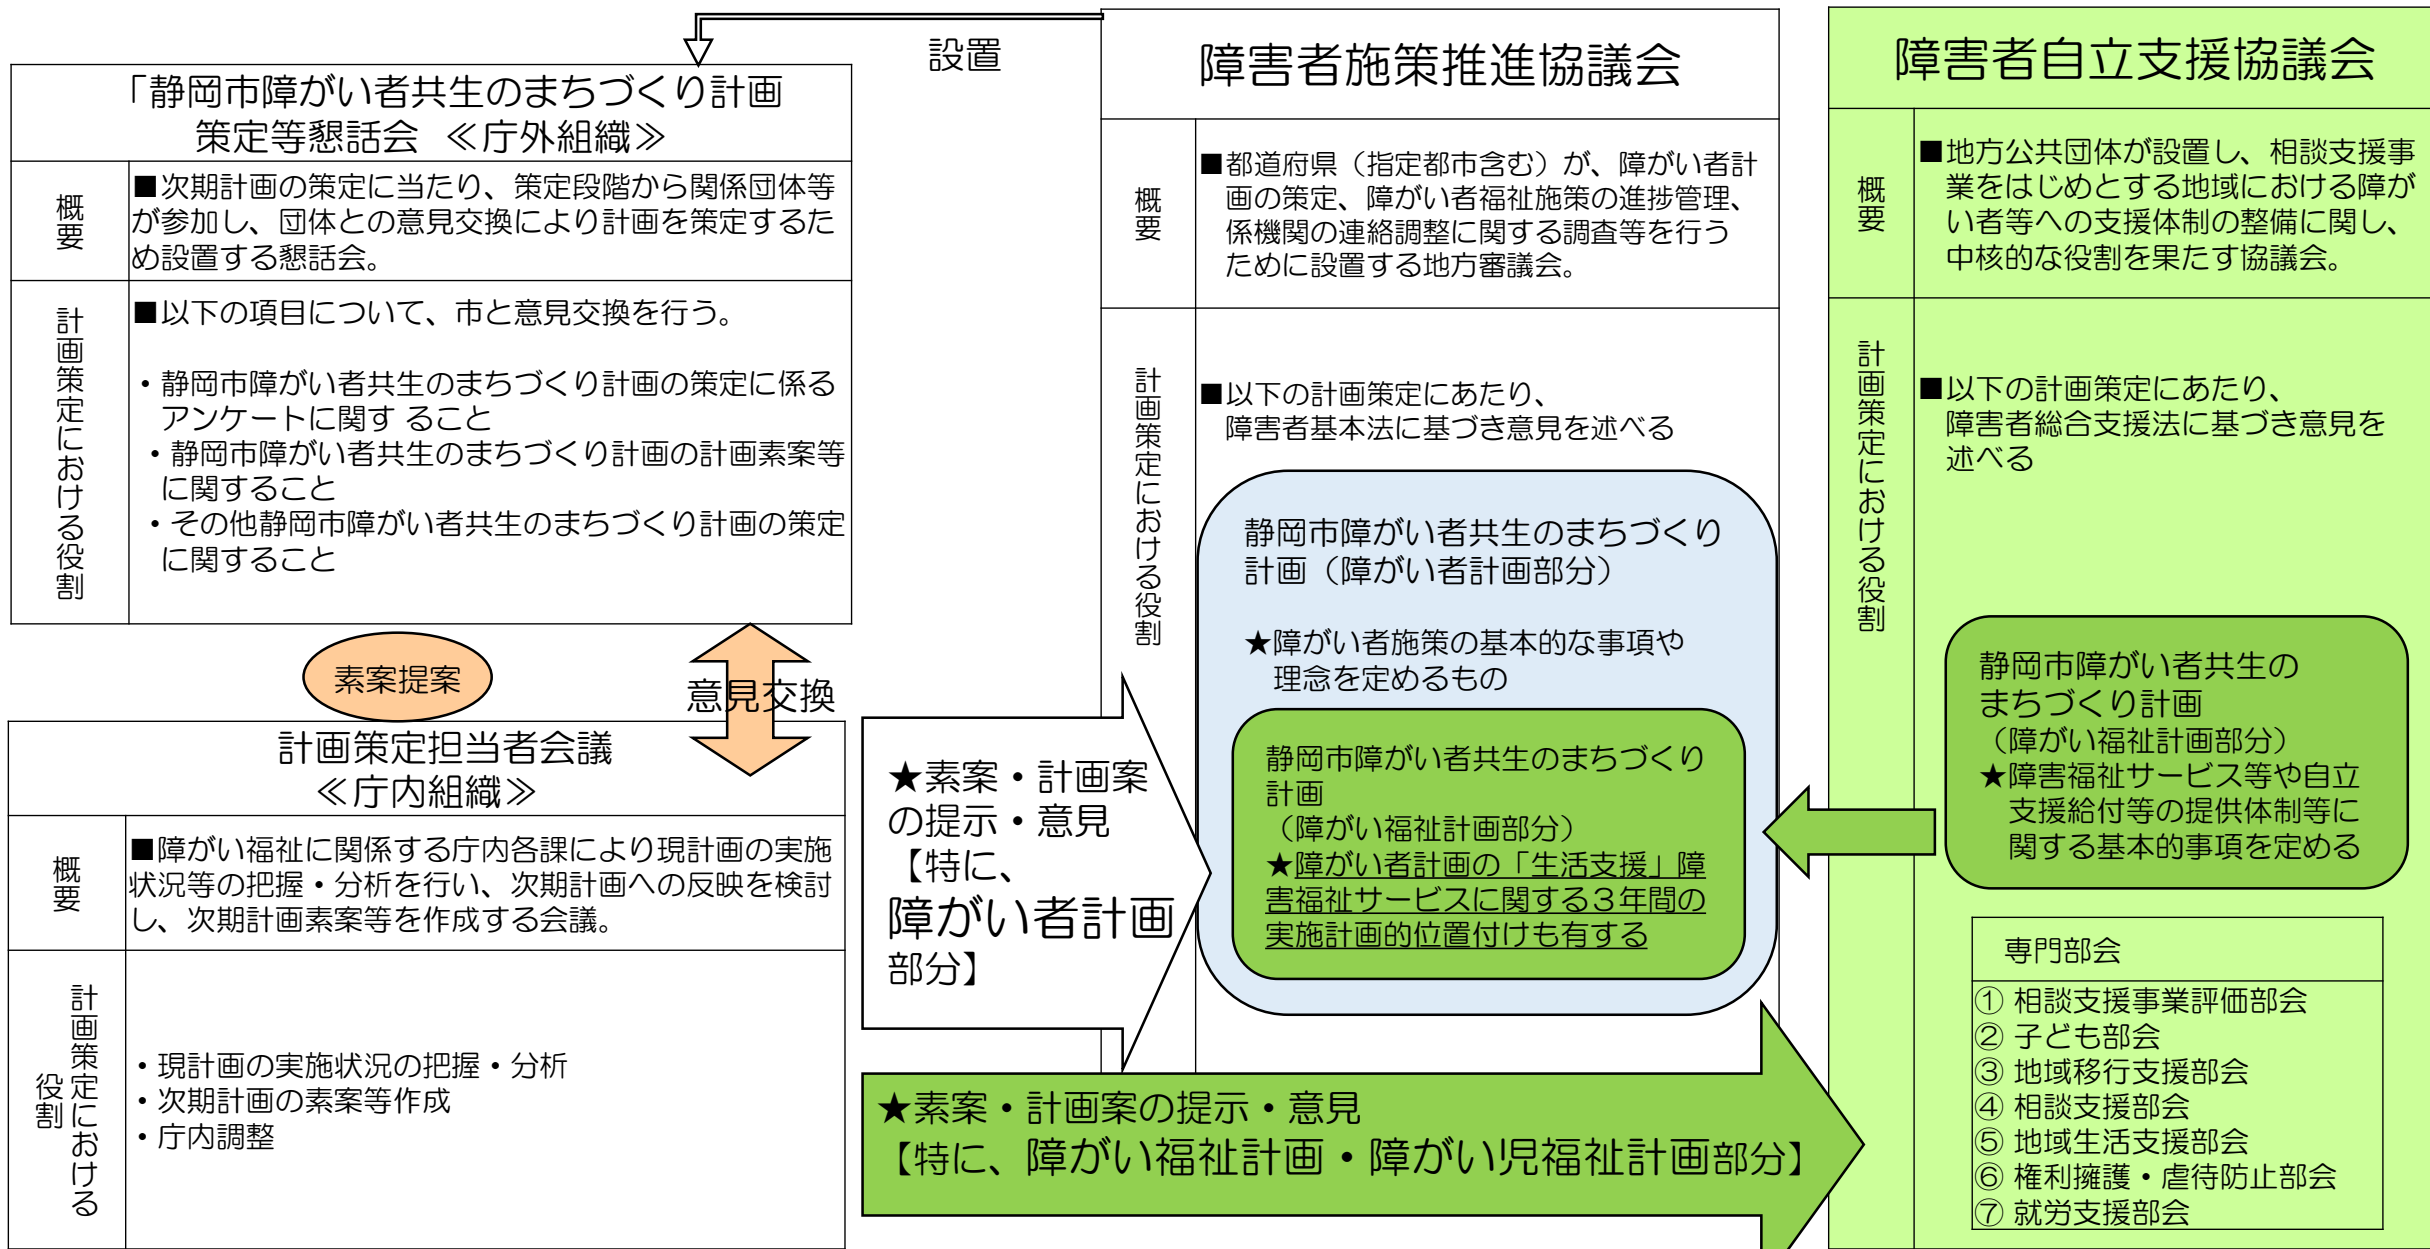 設置
「静岡市障がい者共生のまちづくり計画
策定等懇話会 ≪庁外組織≫
概要
■次期計画の策定に当たり、策定段階から関係団体等
が参加し、団体との意見交換により計画を策定するた
め設置する懇話会。
計画策定における役割
■以下の項目について、市と意見交換を行う。
・静岡市障がい者共生のまちづくり計画の策定に係る
アンケートに関す ること
・静岡市障がい者共生のまちづくり計画の計画素案等
に関すること
・その他静岡市障がい者共生のまちづくり計画の策定
に関すること
素案提案
意見交換
計画策定担当者会議
≪庁内組織≫
概要
■障がい福祉に関係する庁内各課により現計画の実施
状況等の把握・分析を行い、次期計画への反映を検討
し、次期計画素案等を作成する会議。
計画策定における
役割
・現計画の実施状況の把握・分析
・次期計画の素案等作成
・庁内調整
★素案・計画案
の提示・意見
【特に、
障がい者計画
部分】
★素案・計画案の提示・意見
【特に、障がい福祉計画・障がい児福祉計画部分】
障害者施策推進協議会
概要
■都道府県（指定都市含む）が、障がい者計
画の策定、障がい者福祉施策の進捗管理、
係機関の連絡調整に関する調査等を行う
ために設置する地方審議会。
計画策定における役割
■以下の計画策定にあたり、
障害者基本法に基づき意見を述べる
静岡市障がい者共生のまちづくり
計画（障がい者計画部分）
★障がい者施策の基本的な事項や
理念を定めるもの
静岡市障がい者共生のまちづくり
計画
（障がい福祉計画部分）
★障がい者計画の「生活支援」障
害福祉サービスに関する３年間の
実施計画的位置付けも有する
障害者自立支援協議会
概要
■地方公共団体が設置し、相談支援事
業をはじめとする地域における障が
い者等への支援体制の整備に関し、
中核的な役割を果たす協議会。
計画策定における役割
■以下の計画策定にあたり、
障害者総合支援法に基づき意見を
述べる
静岡市障がい者共生の
まちづくり計画
（障がい福祉計画部分）
★障害福祉サービス等や自立
支援給付等の提供体制等に
関する基本的事項を定める
専門部会
① 相談支援事業評価部会
② 子ども部会
③ 地域移行支援部会
④ 相談支援部会
⑤ 地域生活支援部会
⑥ 権利擁護・虐待防止部会
⑦ 就労支援部会